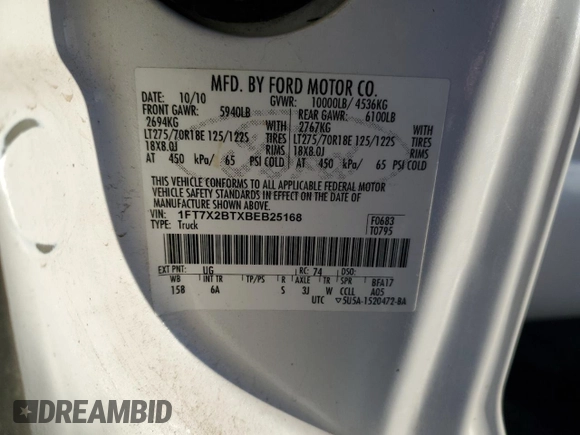 MFD. BY FORD MOTOR CO.
DATE: 10/10 GVWR: 10000LB/ 4536KG
FRONT GAWR: 5940LB REAR GAWR: 6100LB
2694KG WITH 2767KG WITH
LT275/70R18E 125/122S TIRES LT275/70R18E 125/122S TIRES
18X8.0J RIMS 18X8.0J RIMS
AT 450 kPa/ 65 PSI COLD AT 450 kPa/ 65 PSI COLD
THIS VEHICLE CONFORMS TO ALL APPLICABLE FEDERAL MOTOR
VEHICLE SAFETY STANDARDS IN EFFECT ON THE DATE OF
MANUFACTURE SHOWN ABOVE.
VIN: 1FT7X2BTXBEB25168 F0683
TYPE: Truck T0795
EXT PNT: UG RC: 74 DSO:
WB INT TR TP/PS R AXLE TR SPR BFA17
158 6A S 3J W CCLL A05
UTC ▽5U5A-1520472-BA
DREAMBID